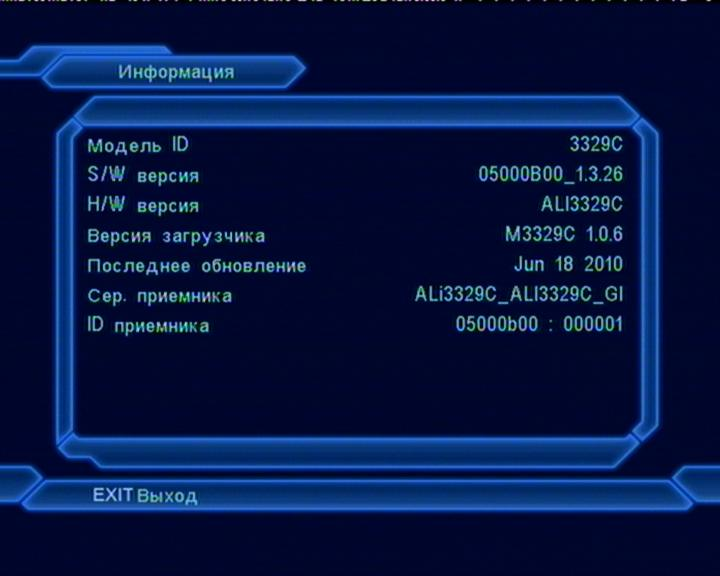 Информация
Модель ID 3329C
S/W версия 05000B00_1.3.26
H/W версия ALI3329C
Версия загрузчика M3329C 1.0.6
Последнее обновление Jun 18 2010
Сер. приемника ALi3329C_ALI3329C_GI
ID приемника 05000b00 : 000001
EXIT Выход